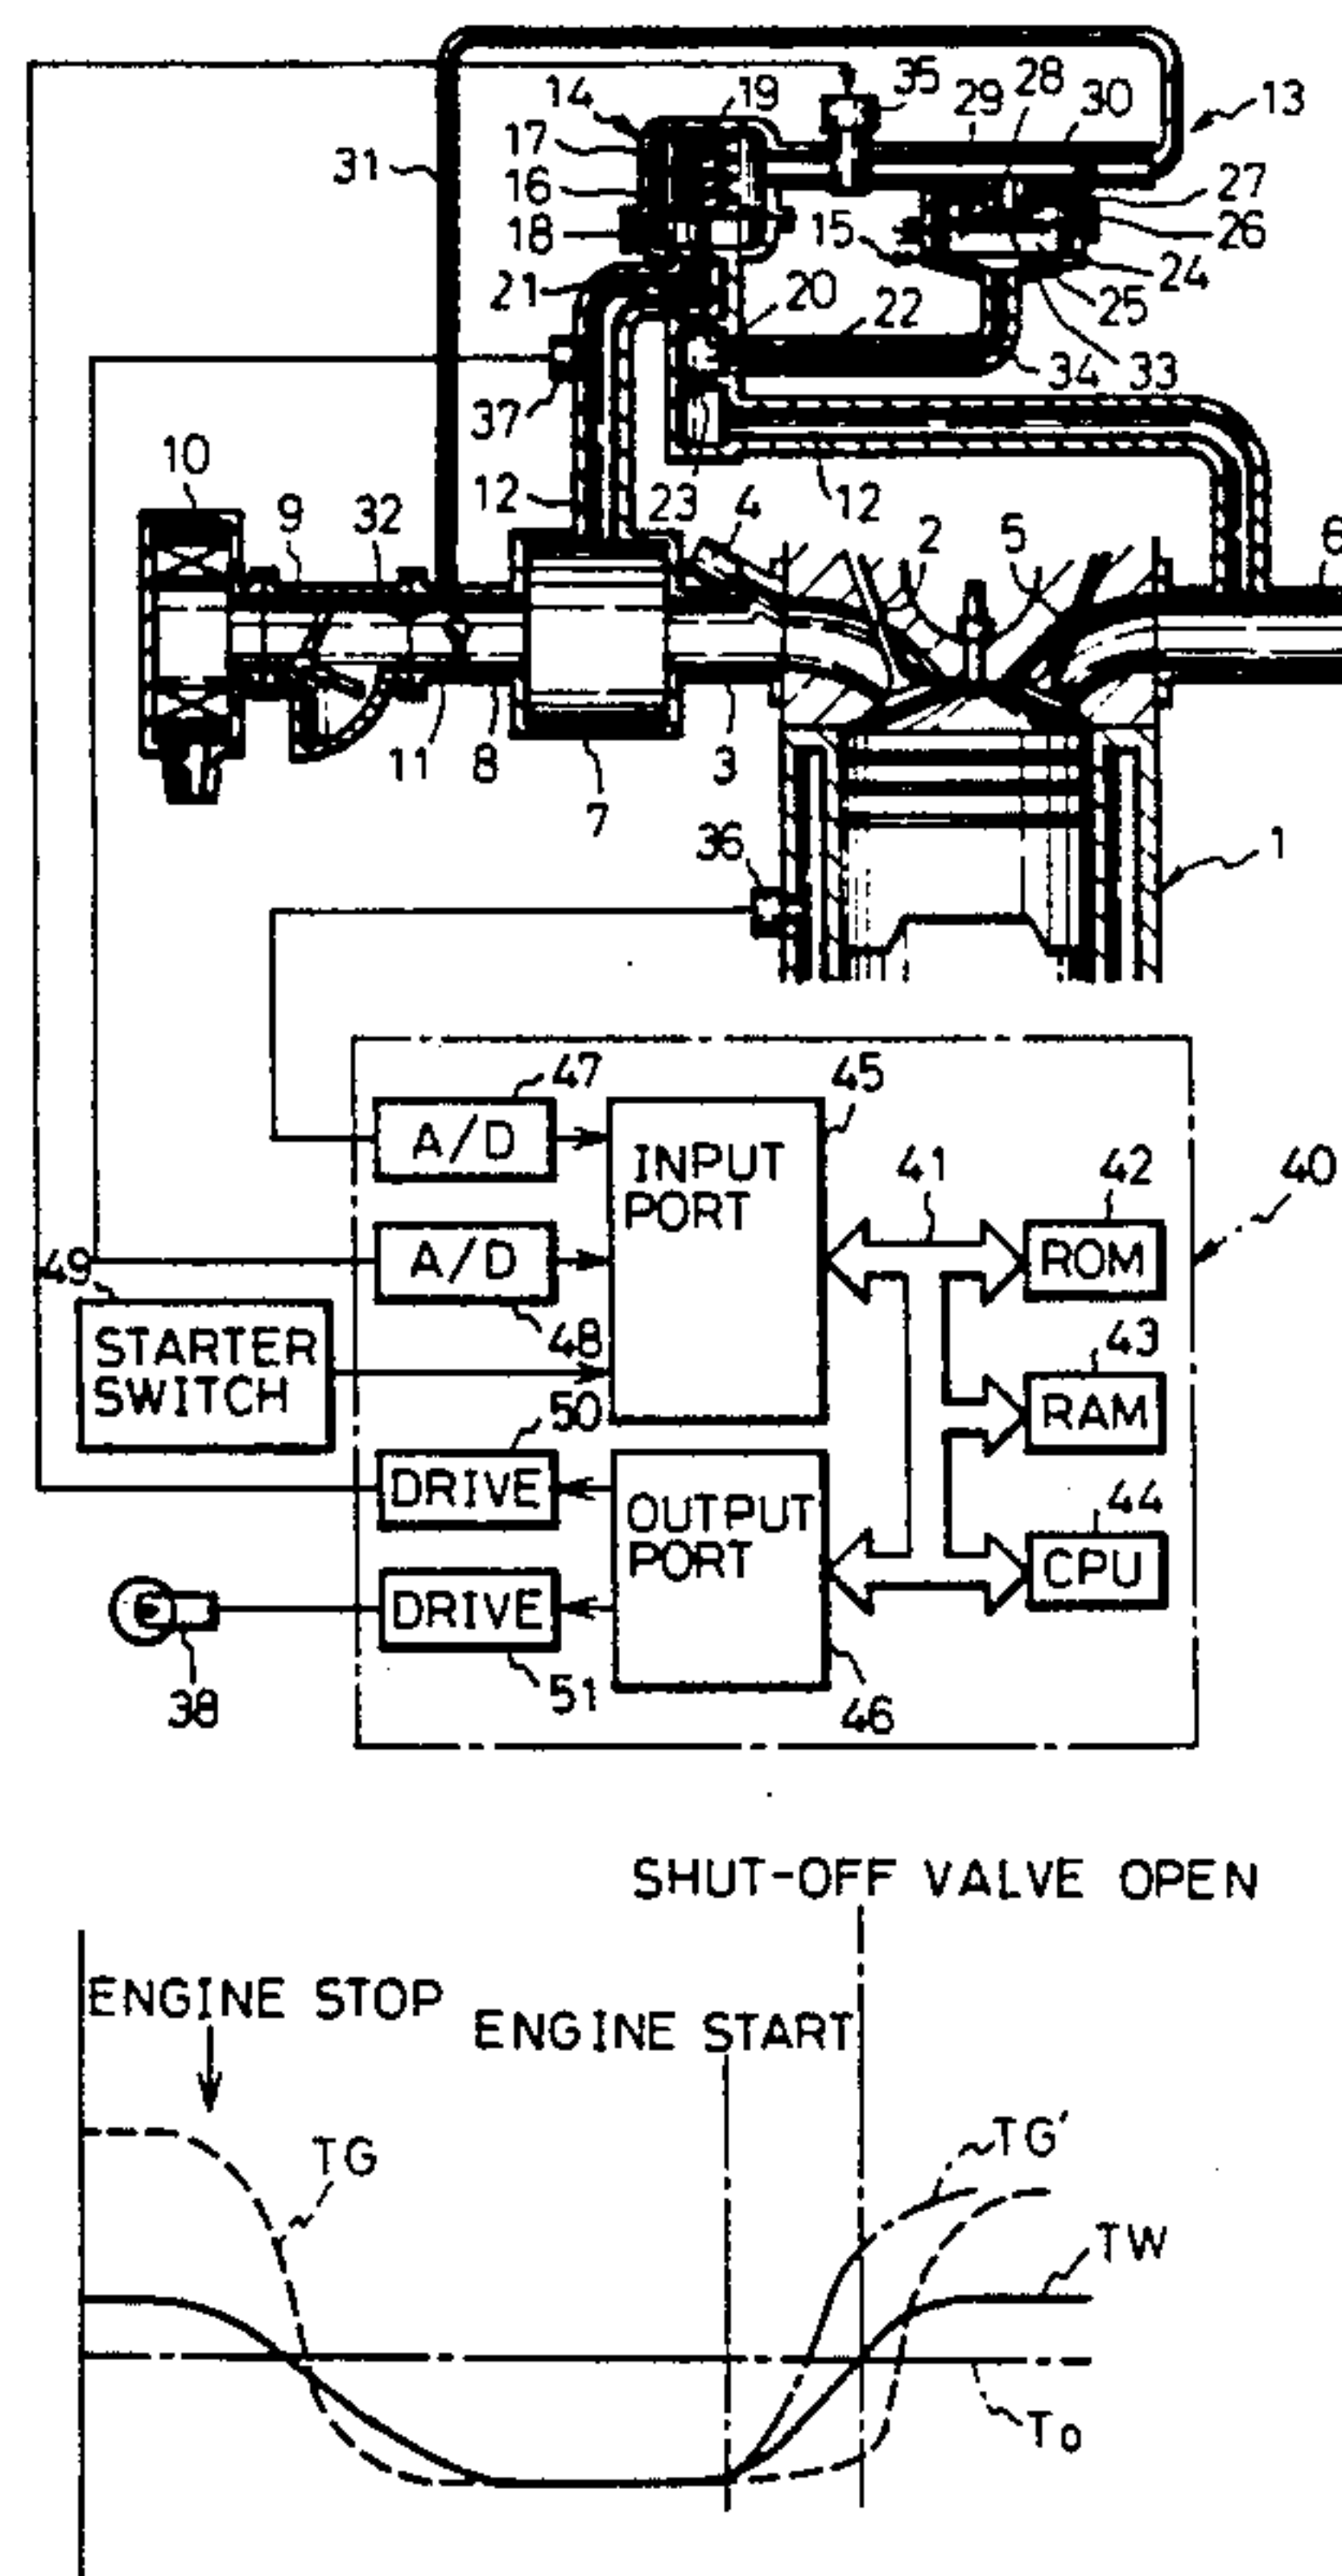 14 19 35 29 28 30 13
17
31 16 27
18 15 26
21 20 22 24
25
37 34 33
10 12 23 4 12 2 5 6
9 32
11 8 7 3
36 1
47 45
A/D INPUT
PORT 41 42 40
A/D ROM
49 48 43
STARTER
SWITCH RAM
50 44
DRIVE OUTPUT
PORT CPU
DRIVE
38 51 46
SHUT-OFF VALVE OPEN
ENGINE STOP
ENGINE START
TG TG′
TW
To